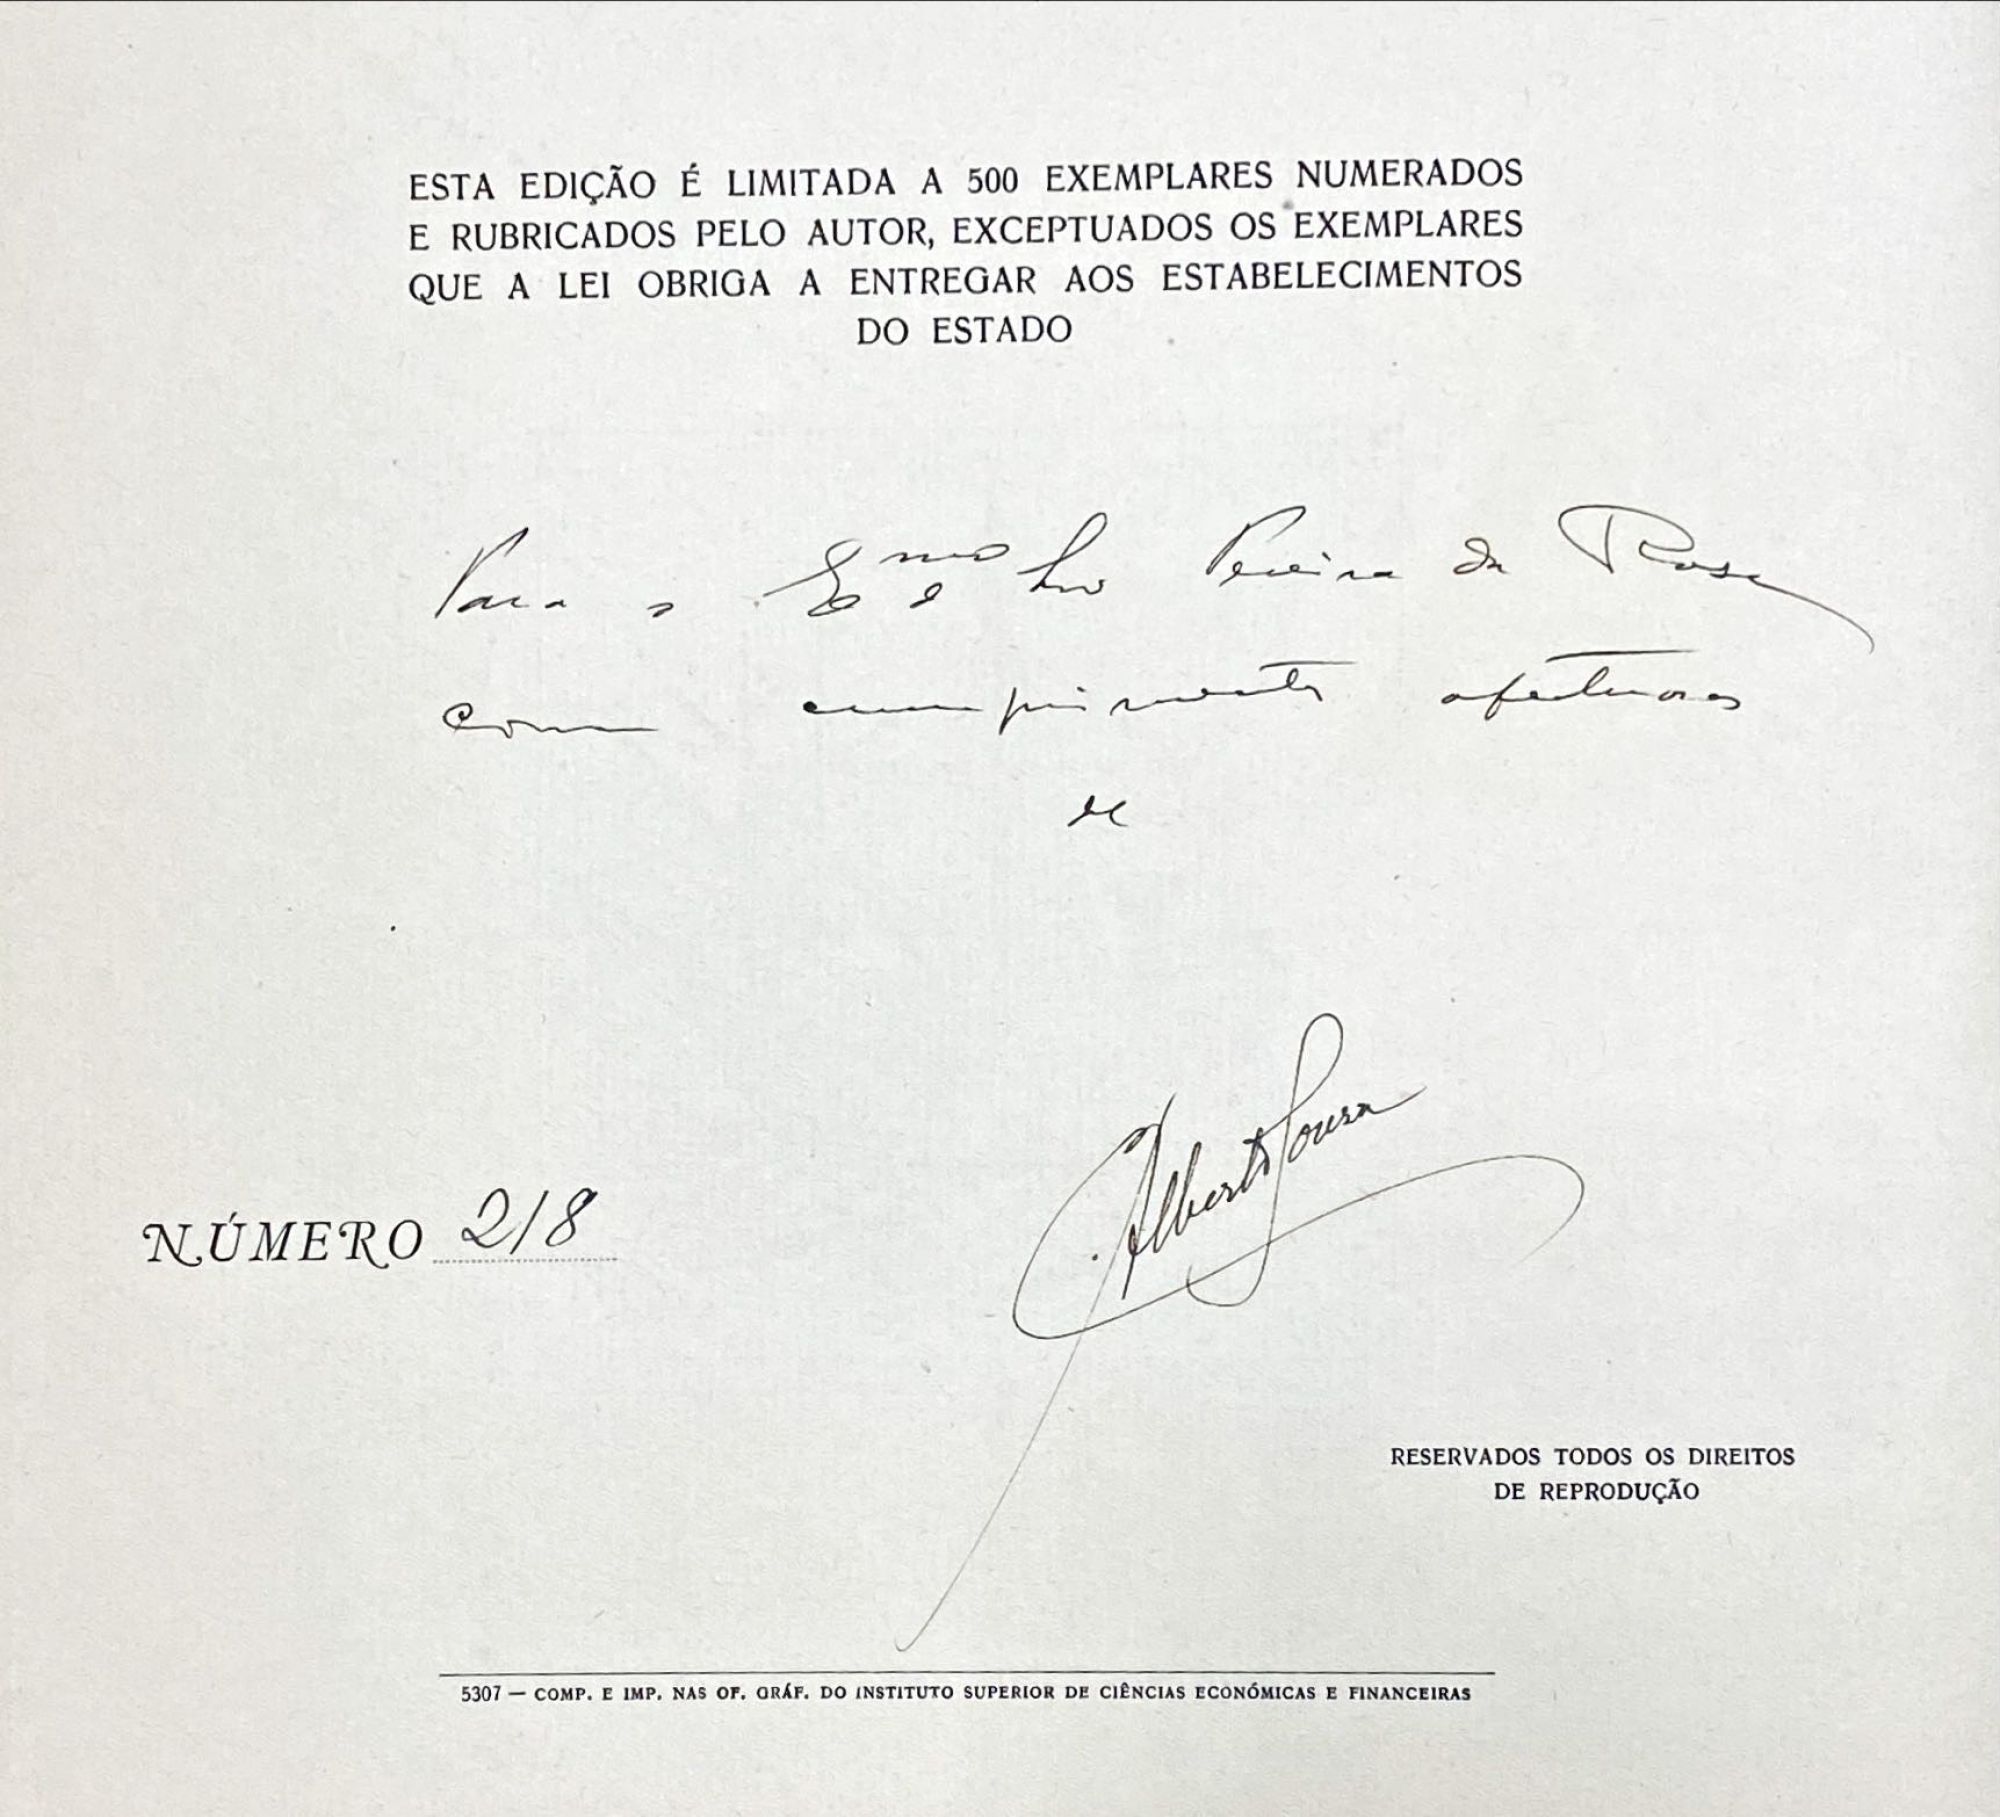 ESTA EDIÇÃO É LIMITADA A 500 EXEMPLARES NUMERADOS
E RUBRICADOS PELO AUTOR, EXCEPTUADOS OS EXEMPLARES
QUE A LEI OBRIGA A ENTREGAR AOS ESTABELECIMENTOS
DO ESTADO
Para o Exmo Snr Pereira da Rosa
com cumprimentos afectuosos
de
Alberto Souza
NÚMERO 218
RESERVADOS TODOS OS DIREITOS
DE REPRODUÇÃO
5307 — COMP. E IMP. NAS OF. GRÁF. DO INSTITUTO SUPERIOR DE CIÊNCIAS ECONÓMICAS E FINANCEIRAS